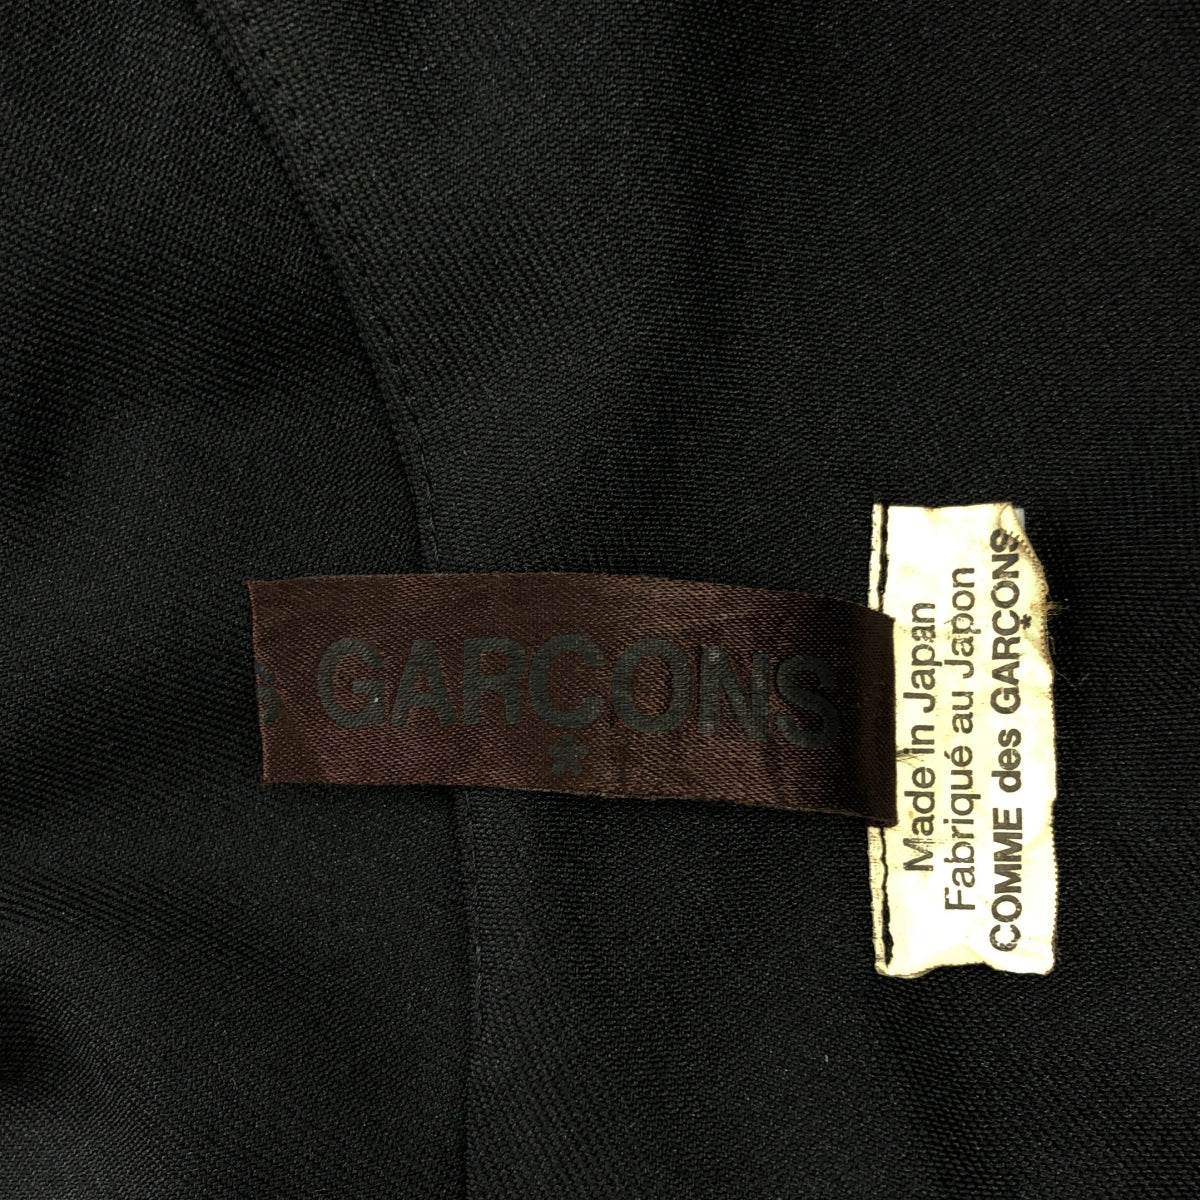 s GARÇONS
★
Made in Japan
Fabriqué au Japon
COMME des GARÇONS